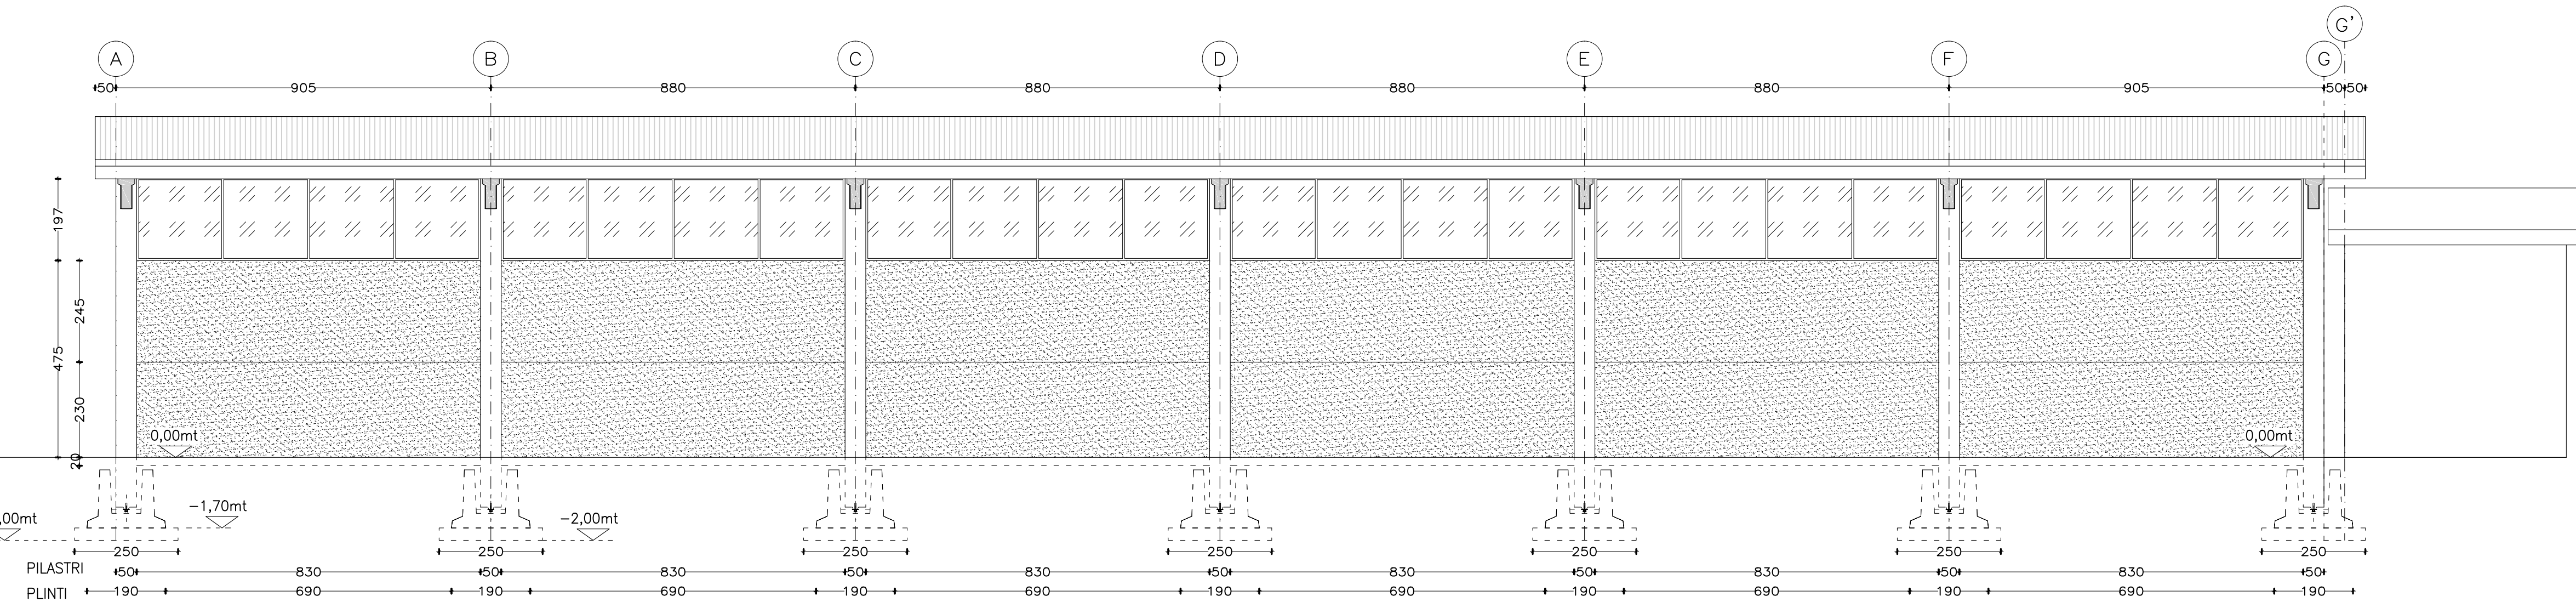 G'
A B C D E F G
50 905 880 880 880 880 905 50 50
197
245
475
230
0,00mt 0,00mt
20
-1,70mt
,00mt -2,00mt
250 250 250 250 250 250 250
PILASTRI 50 830 50 830 50 830 50 830 50 830 50 830 50
PLINTI 190 690 190 690 190 690 190 690 190 690 190 690 190